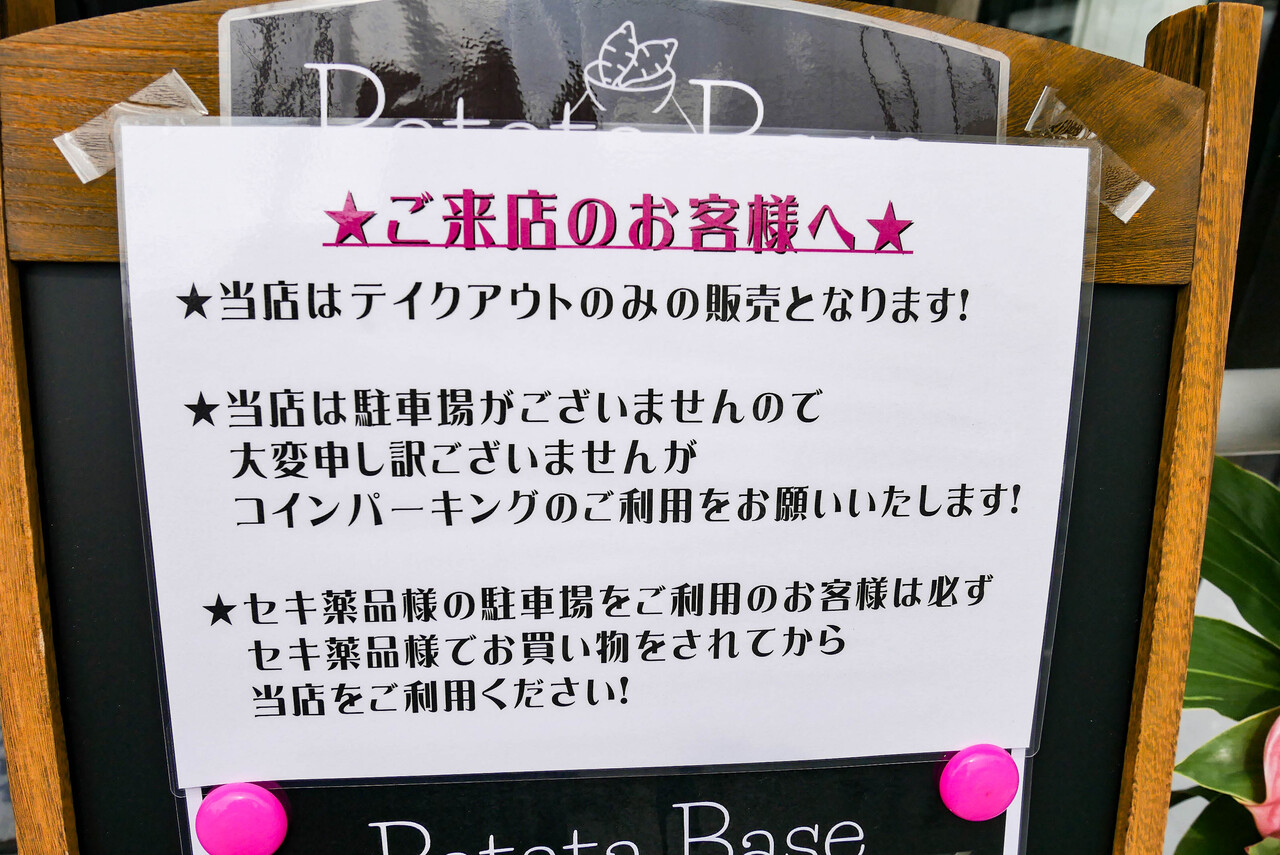 Potato Base
★ご来店のお客様へ★
★当店はテイクアウトのみの販売となります!
★当店は駐車場がございませんので
大変申し訳ございませんが
コインパーキングのご利用をお願いいたします!
★セキ薬品様の駐車場をご利用のお客様は必ず
セキ薬品様でお買い物をされてから
当店をご利用ください!
Potato Base